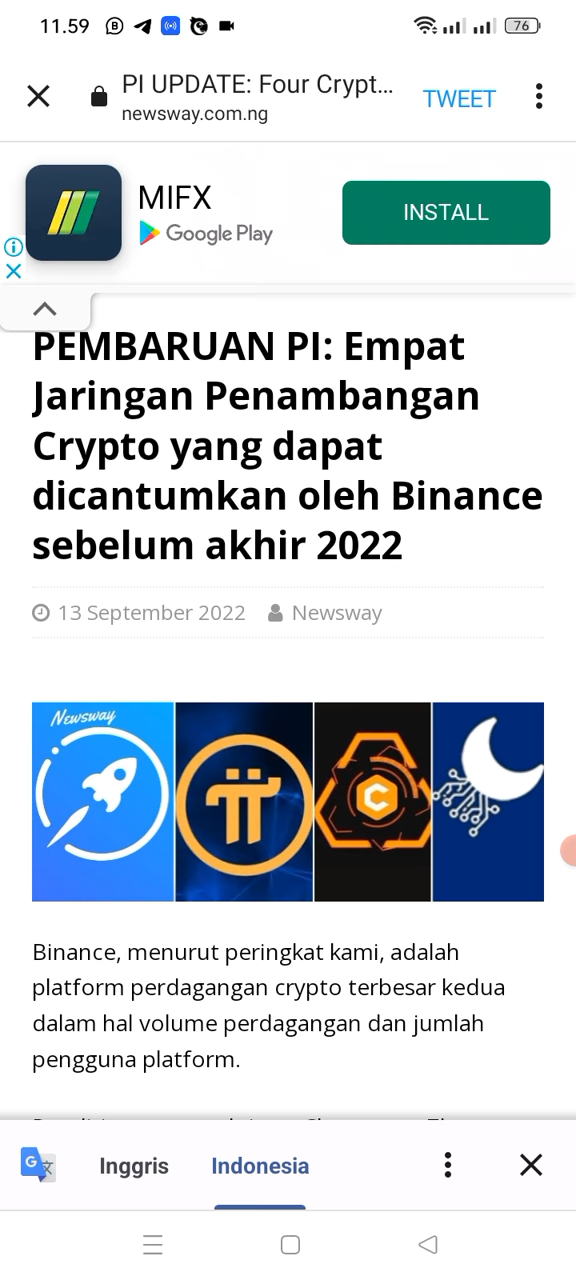 11.59
76
PI UPDATE: Four Crypt...
newsway.com.ng
TWEET
MIFX
Google Play
INSTALL
PEMBARUAN PI: Empat
Jaringan Penambangan
Crypto yang dapat
dicantumkan oleh Binance
sebelum akhir 2022
13 September 2022 Newsway
Newsway
Binance, menurut peringkat kami, adalah
platform perdagangan crypto terbesar kedua
dalam hal volume perdagangan dan jumlah
pengguna platform.
Inggris
Indonesia